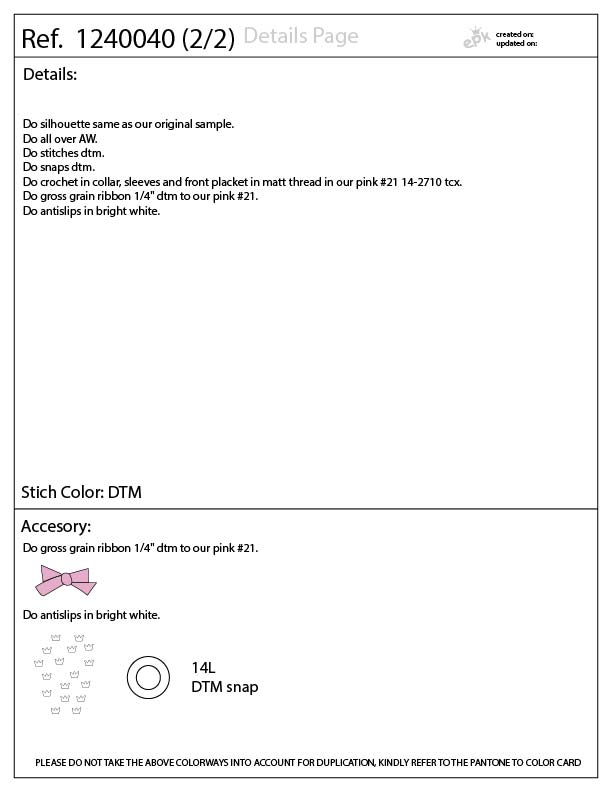 Ref. 1240040 (2/2) Details Page
epk
created on:
updated on:
Details:
Do silhouette same as our original sample.
Do all over AW.
Do stitches dtm.
Do snaps dtm.
Do crochet in collar, sleeves and front placket in matt thread in our pink #21 14-2710 tcx.
Do gross grain ribbon 1/4" dtm to our pink #21.
Do antislips in bright white.
Stich Color: DTM
Accesory:
Do gross grain ribbon 1/4" dtm to our pink #21.
Do antislips in bright white.
14L
DTM snap
PLEASE DO NOT TAKE THE ABOVE COLORWAYS INTO ACCOUNT FOR DUPLICATION, KINDLY REFER TO THE PANTONE TO COLOR CARD